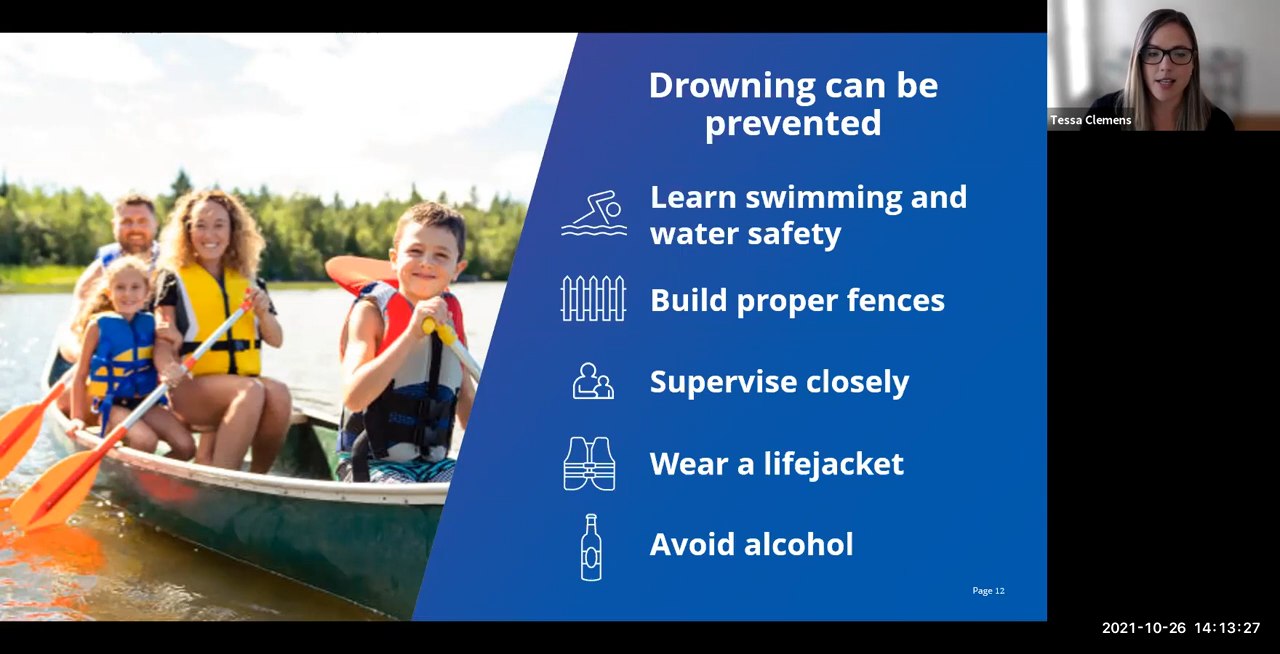 Drowning can be
prevented
Learn swimming and
water safety
Build proper fences
Supervise closely
Wear a lifejacket
Avoid alcohol
Page 12
Tessa Clemens
2021-10-26 14:13:27